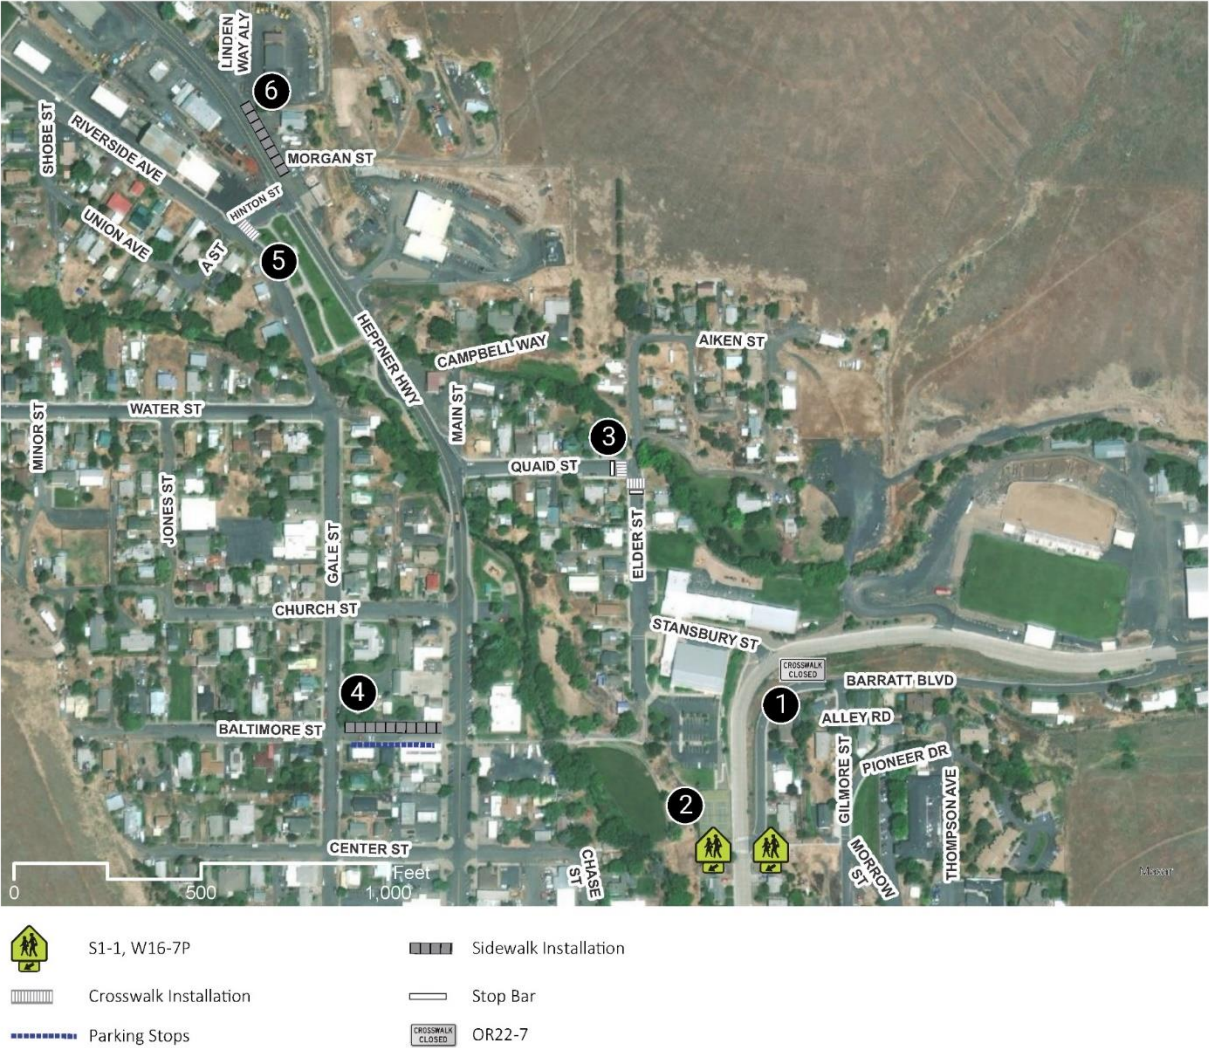 LINDEN
WAY ALY
6
SHOBE ST
RIVERSIDE AVE
MORGAN ST
HINTON ST
UNION AVE
A ST
5
HEPPNER HWY
CAMPBELL WAY
AIKEN ST
MINOR ST
WATER ST
MAIN ST
3
QUAID ST
JONES ST
GALE ST
ELDER ST
CHURCH ST
STANSBURY ST
CROSSWALK
CLOSED
4
1
BARRATT BLVD
BALTIMORE ST
ALLEY RD
GILMORE ST
PIONEER DR
2
THOMPSON AVE
CENTER ST
CHASE
ST
MORROW
ST
Feet
0
500
1,000
Maxar
S1-1, W16-7P
Sidewalk Installation
Crosswalk Installation
Stop Bar
Parking Stops
CROSSWALK
CLOSED
OR22-7